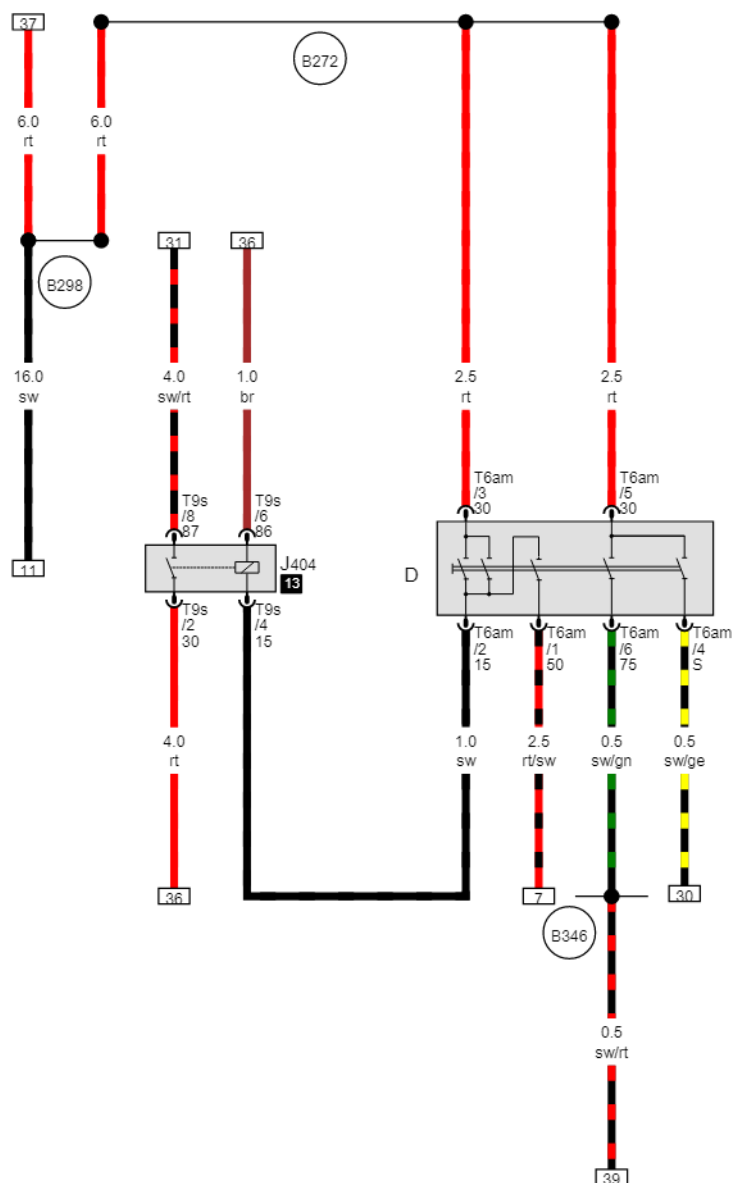 37
B272
6.0
rt
6.0
rt
31
36
B298
16.0
sw
4.0
sw/rt
1.0
br
2.5
rt
2.5
rt
T9s
/8
87
T9s
/6
86
T6am
/3
30
T6am
/5
30
11
J404
13
D
T9s
/2
30
T9s
/4
15
T6am
/2
15
T6am
/1
50
T6am
/6
75
T6am
/4
S
4.0
rt
1.0
sw
2.5
rt/sw
0.5
sw/gn
0.5
sw/ge
36
7
30
B346
0.5
sw/rt
39